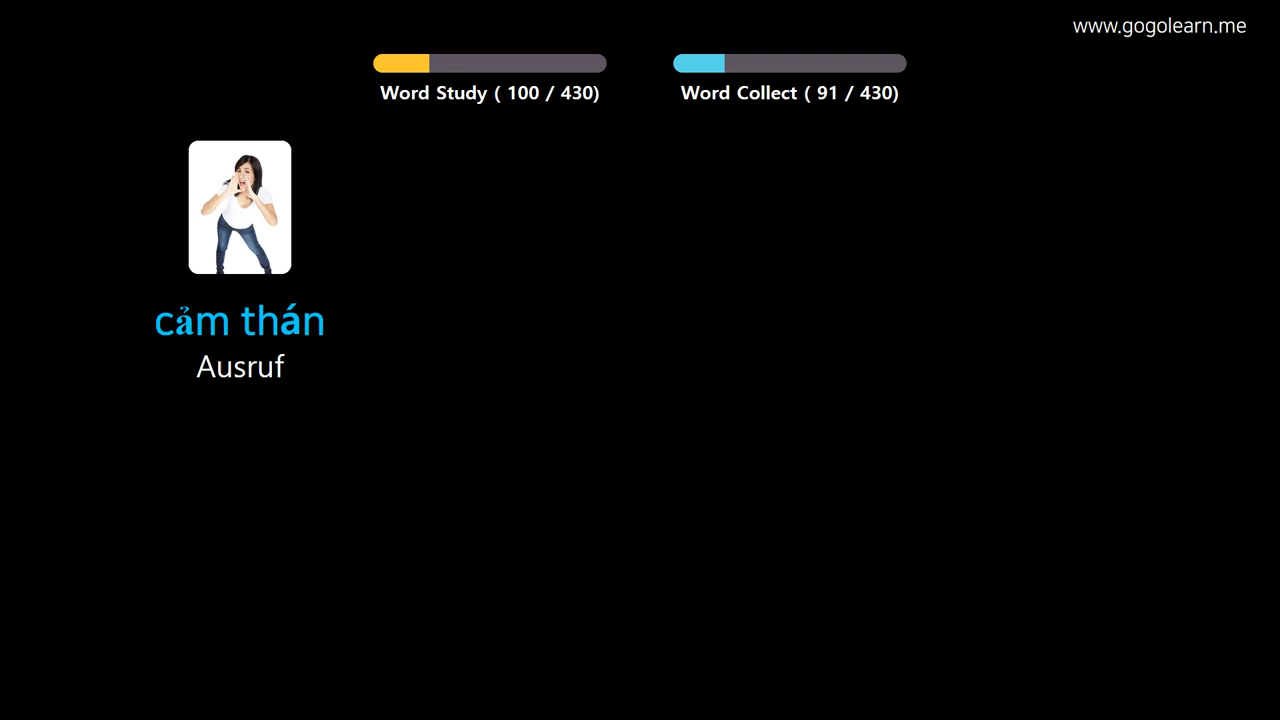 www.gogolearn.me
Word Study ( 100 / 430)
Word Collect ( 91 / 430)
cảm thán
Ausruf